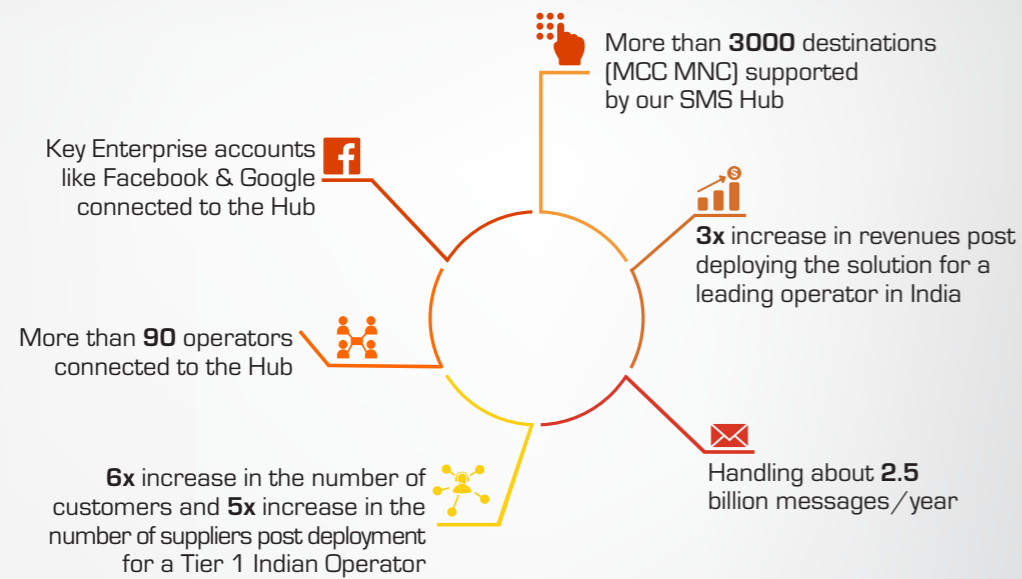 More than 3000 destinations
(MCC MNC) supported
by our SMS Hub
Key Enterprise accounts
like Facebook & Google
connected to the Hub
3x increase in revenues post
deploying the solution for a
leading operator in India
More than 90 operators
connected to the Hub
Handling about 2.5
billion messages/year
6x increase in the number of
customers and 5x increase in the
number of suppliers post deployment
for a Tier 1 Indian Operator